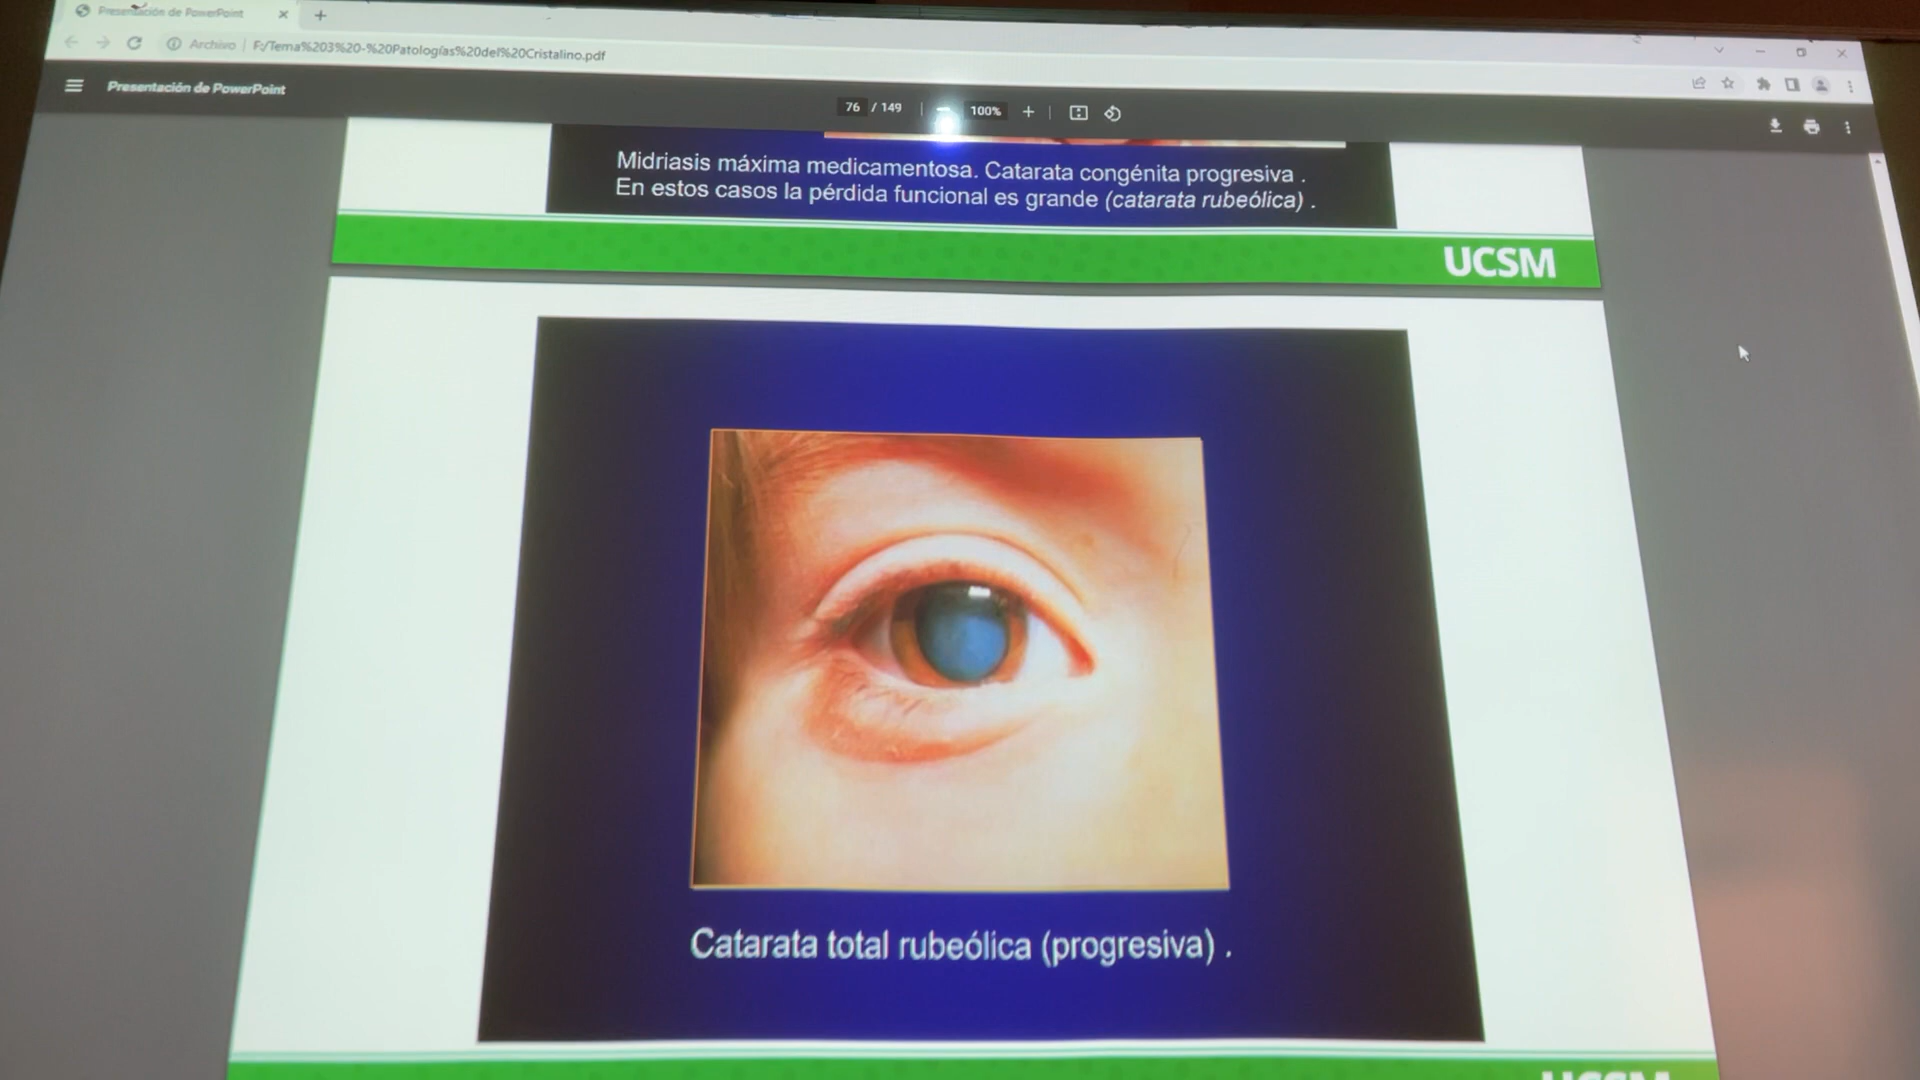 Presentación de PowerPoint
Archivo | F:/Tema%203%20-%20Patologías%20del%20Cristalino.pdf
Presentación de PowerPoint
76 / 149
100%
Midriasis máxima medicamentosa. Catarata congénita progresiva .
En estos casos la pérdida funcional es grande (catarata rubeólica) .
UCSM
Catarata total rubeólica (progresiva) .
UCSM